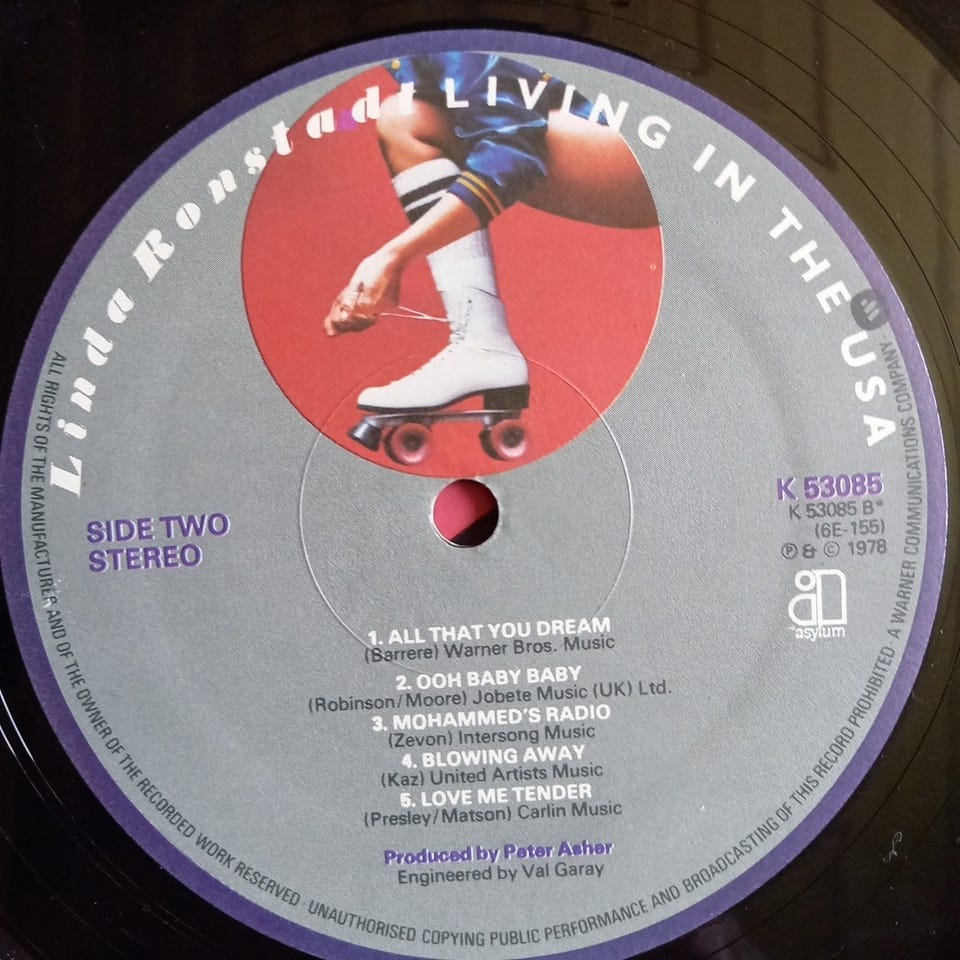 Linda Ronstadt LIVING IN THE USA
SIDE TWO
STEREO
K 53085
K 53085 B*
(6E-155)
Ⓟ & © 1978
asylum
1. ALL THAT YOU DREAM
(Barrere) Warner Bros. Music
2. OOH BABY BABY
(Robinson/Moore) Jobete Music (UK) Ltd.
3. MOHAMMED'S RADIO
(Zevon) Intersong Music
4. BLOWING AWAY
(Kaz) United Artists Music
5. LOVE ME TENDER
(Presley/Matson) Carlin Music
Produced by Peter Asher
Engineered by Val Garay
ALL RIGHTS OF THE MANUFACTURER AND OF THE OWNER OF THE RECORDED WORK RESERVED · UNAUTHORISED COPYING PUBLIC PERFORMANCE AND BROADCASTING OF THIS RECORD PROHIBITED · A WARNER COMMUNICATIONS COMPANY